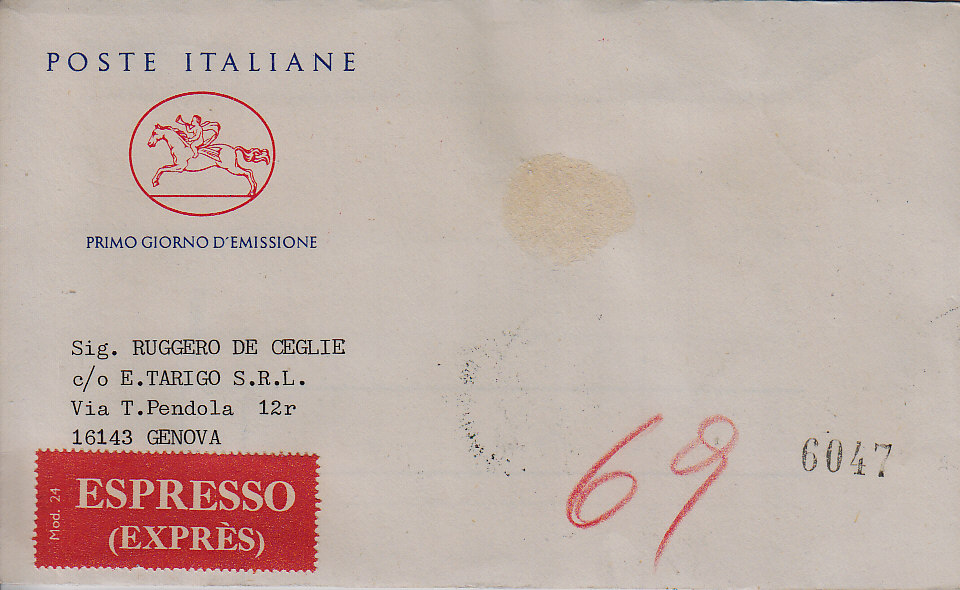 POSTE ITALIANE
PRIMO GIORNO D'EMISSIONE
Sig. RUGGERO DE CEGLIE
c/o E.TARIGO S.R.L.
Via T.Pendola 12r
16143 GENOVA
Mod. 24
ESPRESSO
(EXPRÈS)
69
6047